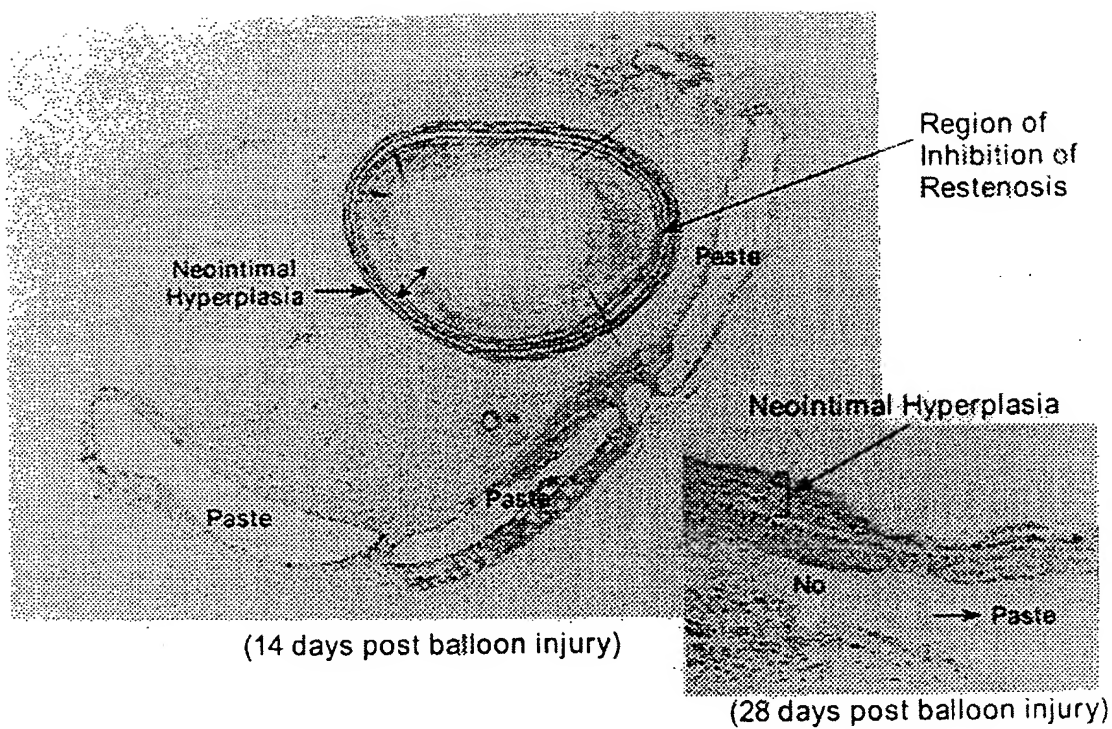 Region of
Inhibition of
Restenosis
Paste
Neointimal
Hyperplasia
Neointimal Hyperplasia
Paste
Paste
No
Paste
(14 days post balloon injury)
(28 days post balloon injury)